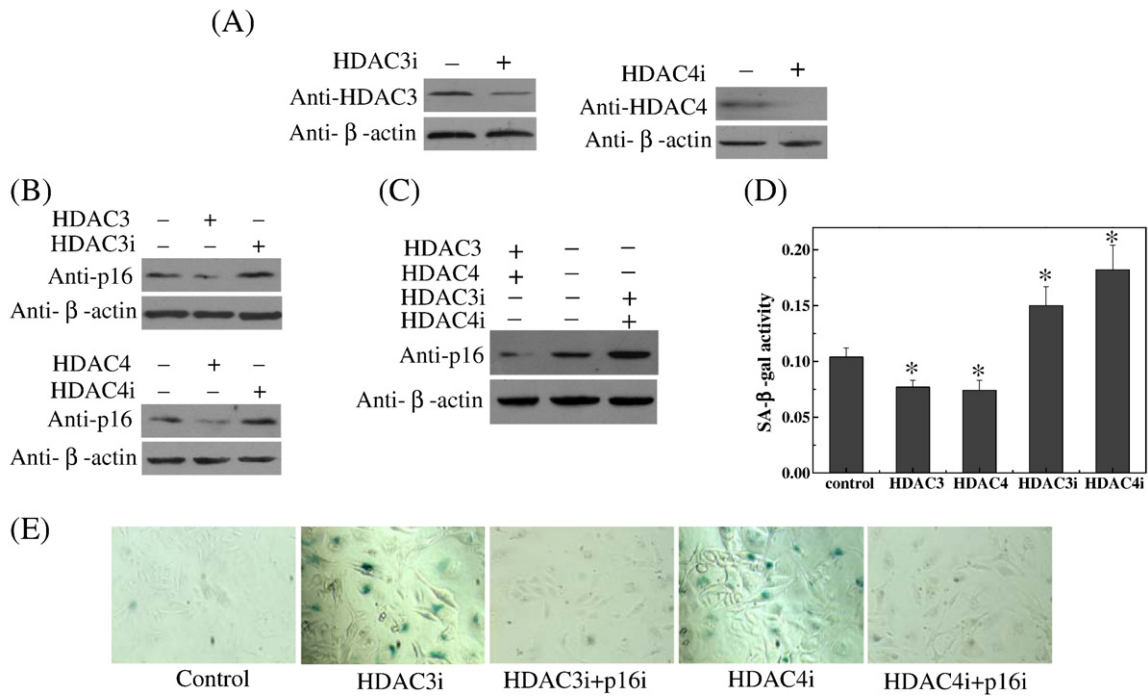 (A)
HDAC3i – +
Anti-HDAC3
Anti- β -actin
HDAC4i – +
Anti-HDAC4
Anti- β -actin
(B)
HDAC3 – + –
HDAC3i – – +
Anti-p16
Anti- β -actin
HDAC4 – + –
HDAC4i – – +
Anti-p16
Anti- β -actin
(C)
HDAC3 + – –
HDAC4 + – –
HDAC3i – – +
HDAC4i – – +
Anti-p16
Anti- β -actin
(D)
SA-β -gal activity
0.20
0.15
0.10
0.05
0.00
* * * *
control HDAC3 HDAC4 HDAC3i HDAC4i
(E)
Control HDAC3i HDAC3i+p16i HDAC4i HDAC4i+p16i